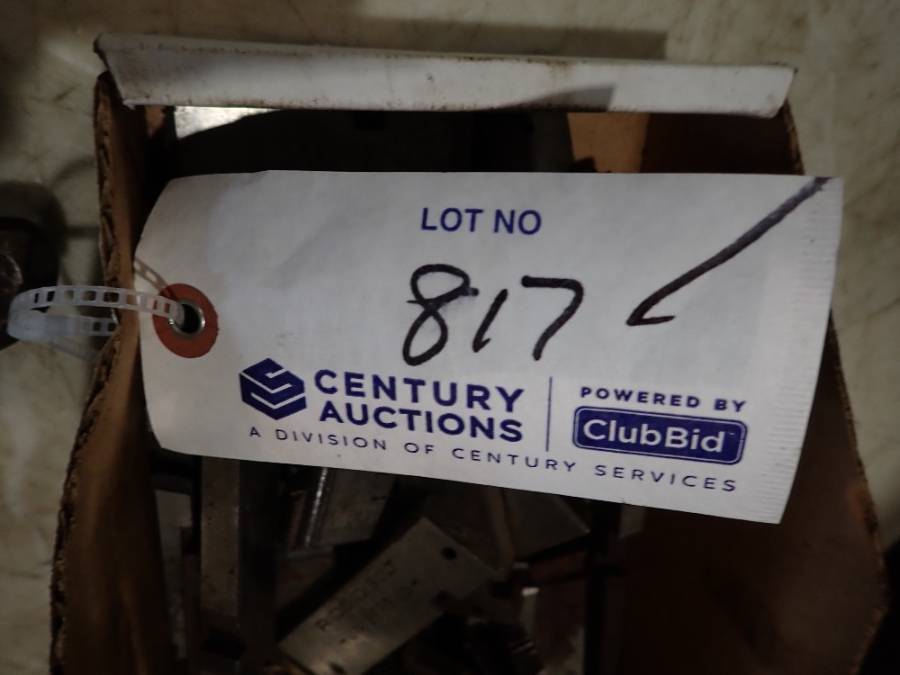 LOT NO
817
CENTURY
AUCTIONS
A DIVISION OF CENTURY SERVICES
POWERED BY
ClubBid